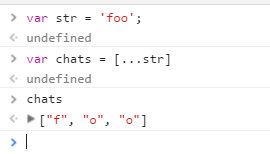 > var str = 'foo';
undefined
> var chats = [...str]
undefined
> chats
["f", "o", "o"]
>